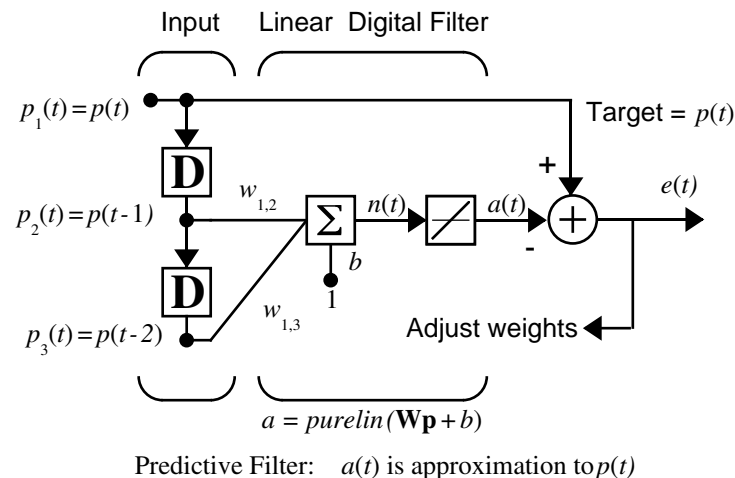 Input
Linear Digital Filter
p1(t) = p(t)
Target = p(t)
D
+
e(t)
w1,2
n(t)
a(t)
p2(t) = p(t-1)
Σ
+
-
b
D
1
w1,3
p3(t) = p(t-2)
Adjust weights
a = purelin(Wp + b)
Predictive Filter: a(t) is approximation to p(t)